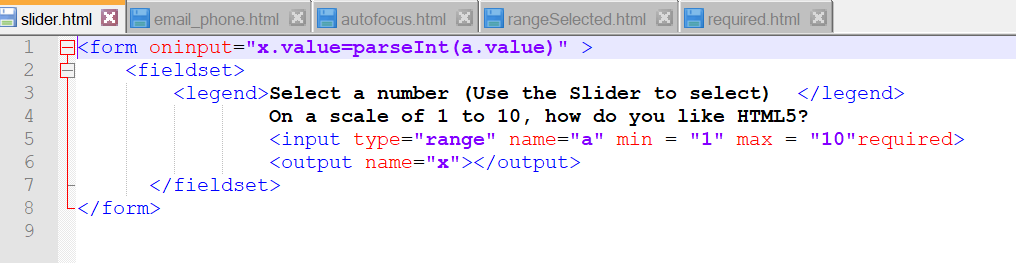 slider.html email_phone.html autofocus.html rangeSelected.html required.html
1 <form oninput="x.value=parseInt(a.value)" >
2 <fieldset>
3 <legend>Select a number (Use the Slider to select)  </legend>
4 On a scale of 1 to 10, how do you like HTML5?
5 <input type="range" name="a" min = "1" max = "10"required>
6 <output name="x"></output>
7 </fieldset>
8 </form>
9